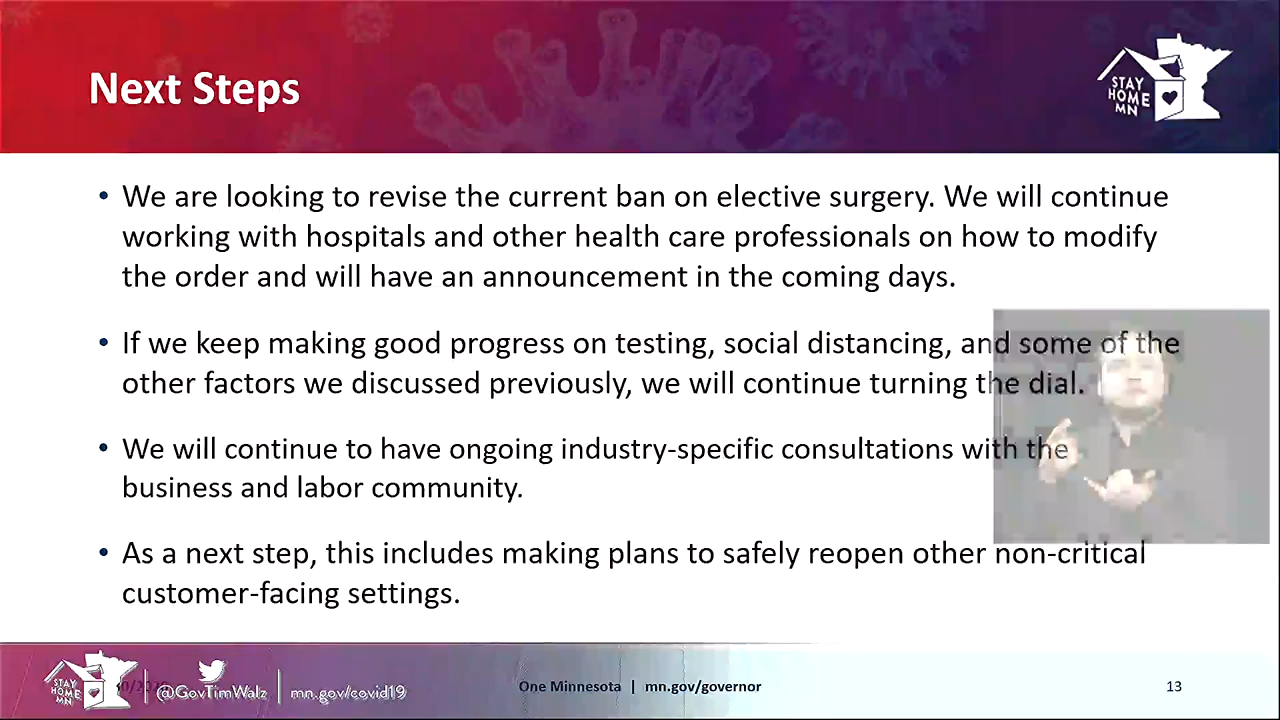 Next Steps
STAY
HOME
MN
• We are looking to revise the current ban on elective surgery. We will continue
working with hospitals and other health care professionals on how to modify
the order and will have an announcement in the coming days.
• If we keep making good progress on testing, social distancing, and some of the
other factors we discussed previously, we will continue turning the dial.
• We will continue to have ongoing industry-specific consultations with the
business and labor community.
• As a next step, this includes making plans to safely reopen other non-critical
customer-facing settings.
STAY
HOME
MN
@GovTimWalz | mn.gov/covid19
One Minnesota | mn.gov/governor
13